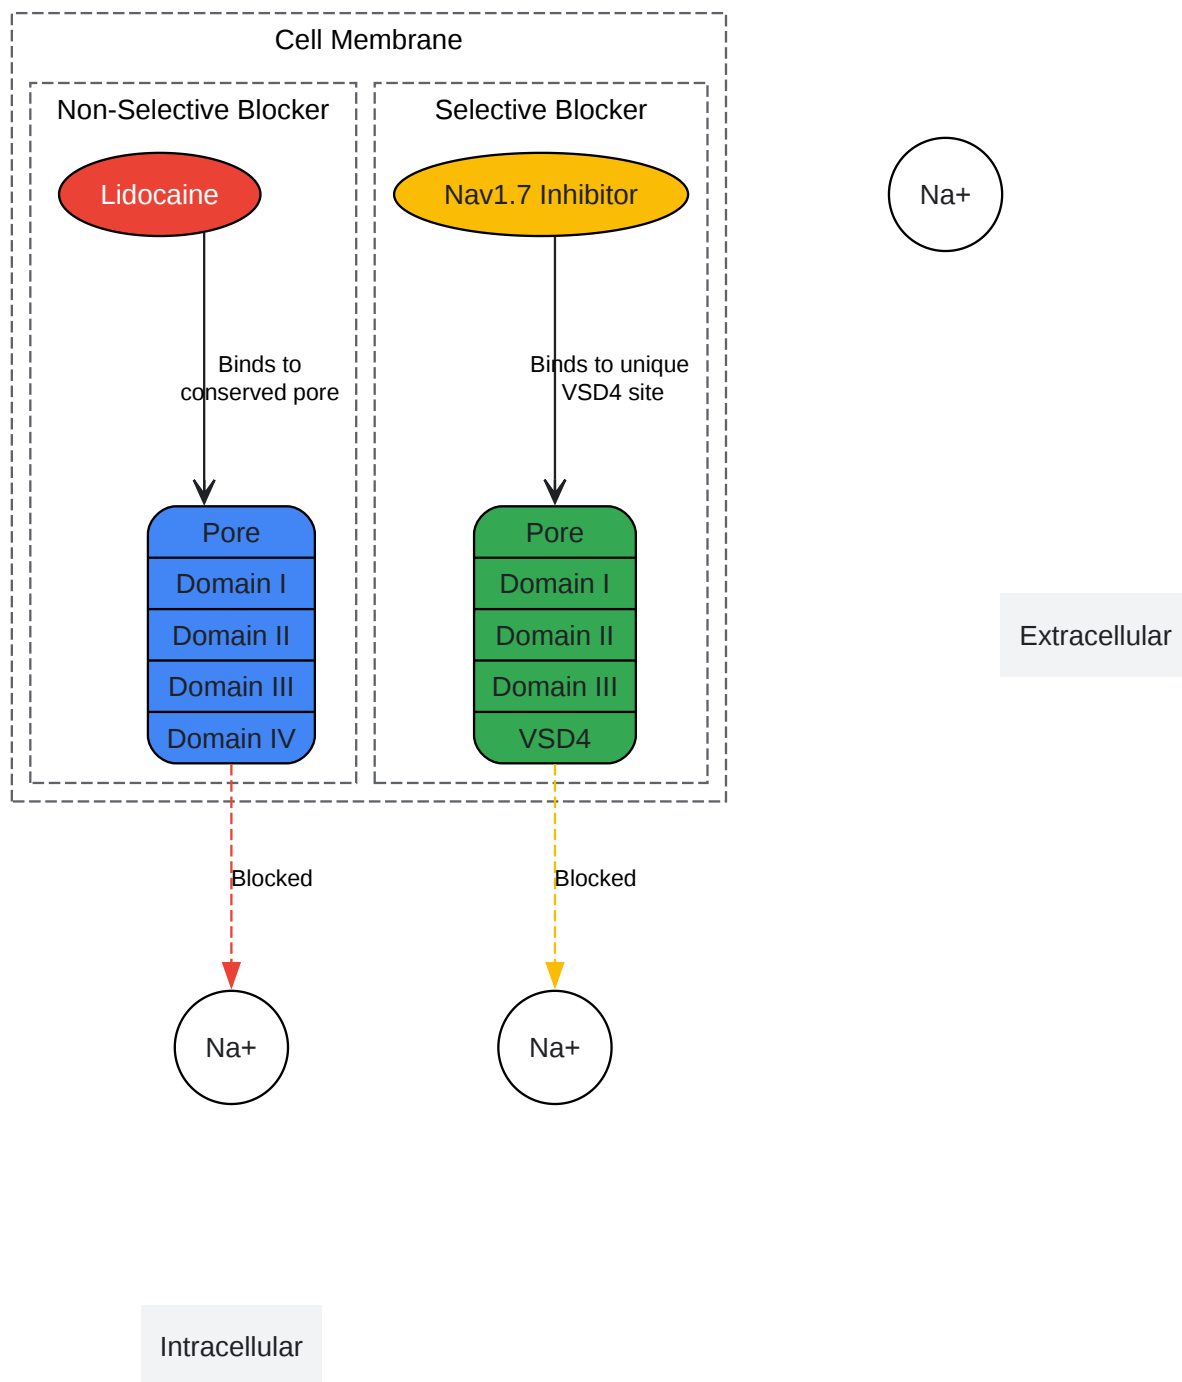 Cell Membrane
Non-Selective Blocker
Selective Blocker
Lidocaine
Nav1.7 Inhibitor
Na+
Binds to
conserved pore
Binds to unique
VSD4 site
Pore
Domain I
Domain II
Domain III
Domain IV
Pore
Domain I
Domain II
Domain III
VSD4
Extracellular
Blocked
Blocked
Na+
Na+
Intracellular